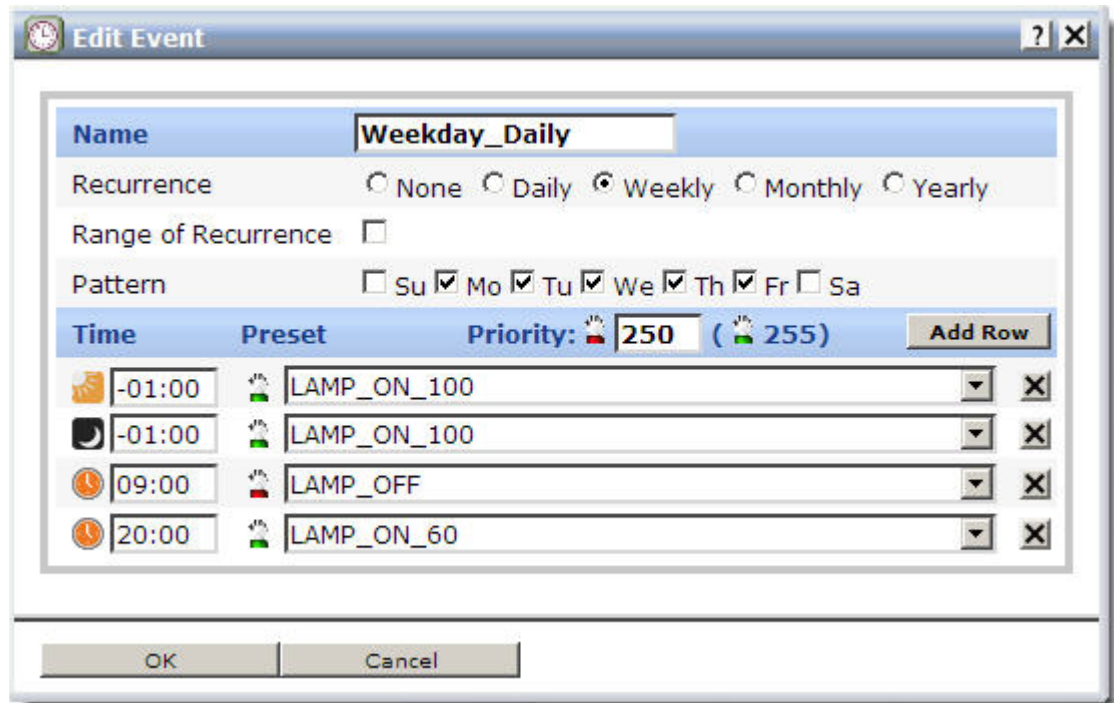 Edit Event ?
Name Weekday_Daily
Recurrence None Daily Weekly Monthly Yearly
Range of Recurrence
Pattern Su Mo Tu We Th Fr Sa
Time Preset Priority: 250 ( 255) Add Row
-01:00 LAMP_ON_100
-01:00 LAMP_ON_100
09:00 LAMP_OFF
20:00 LAMP_ON_60
OK Cancel